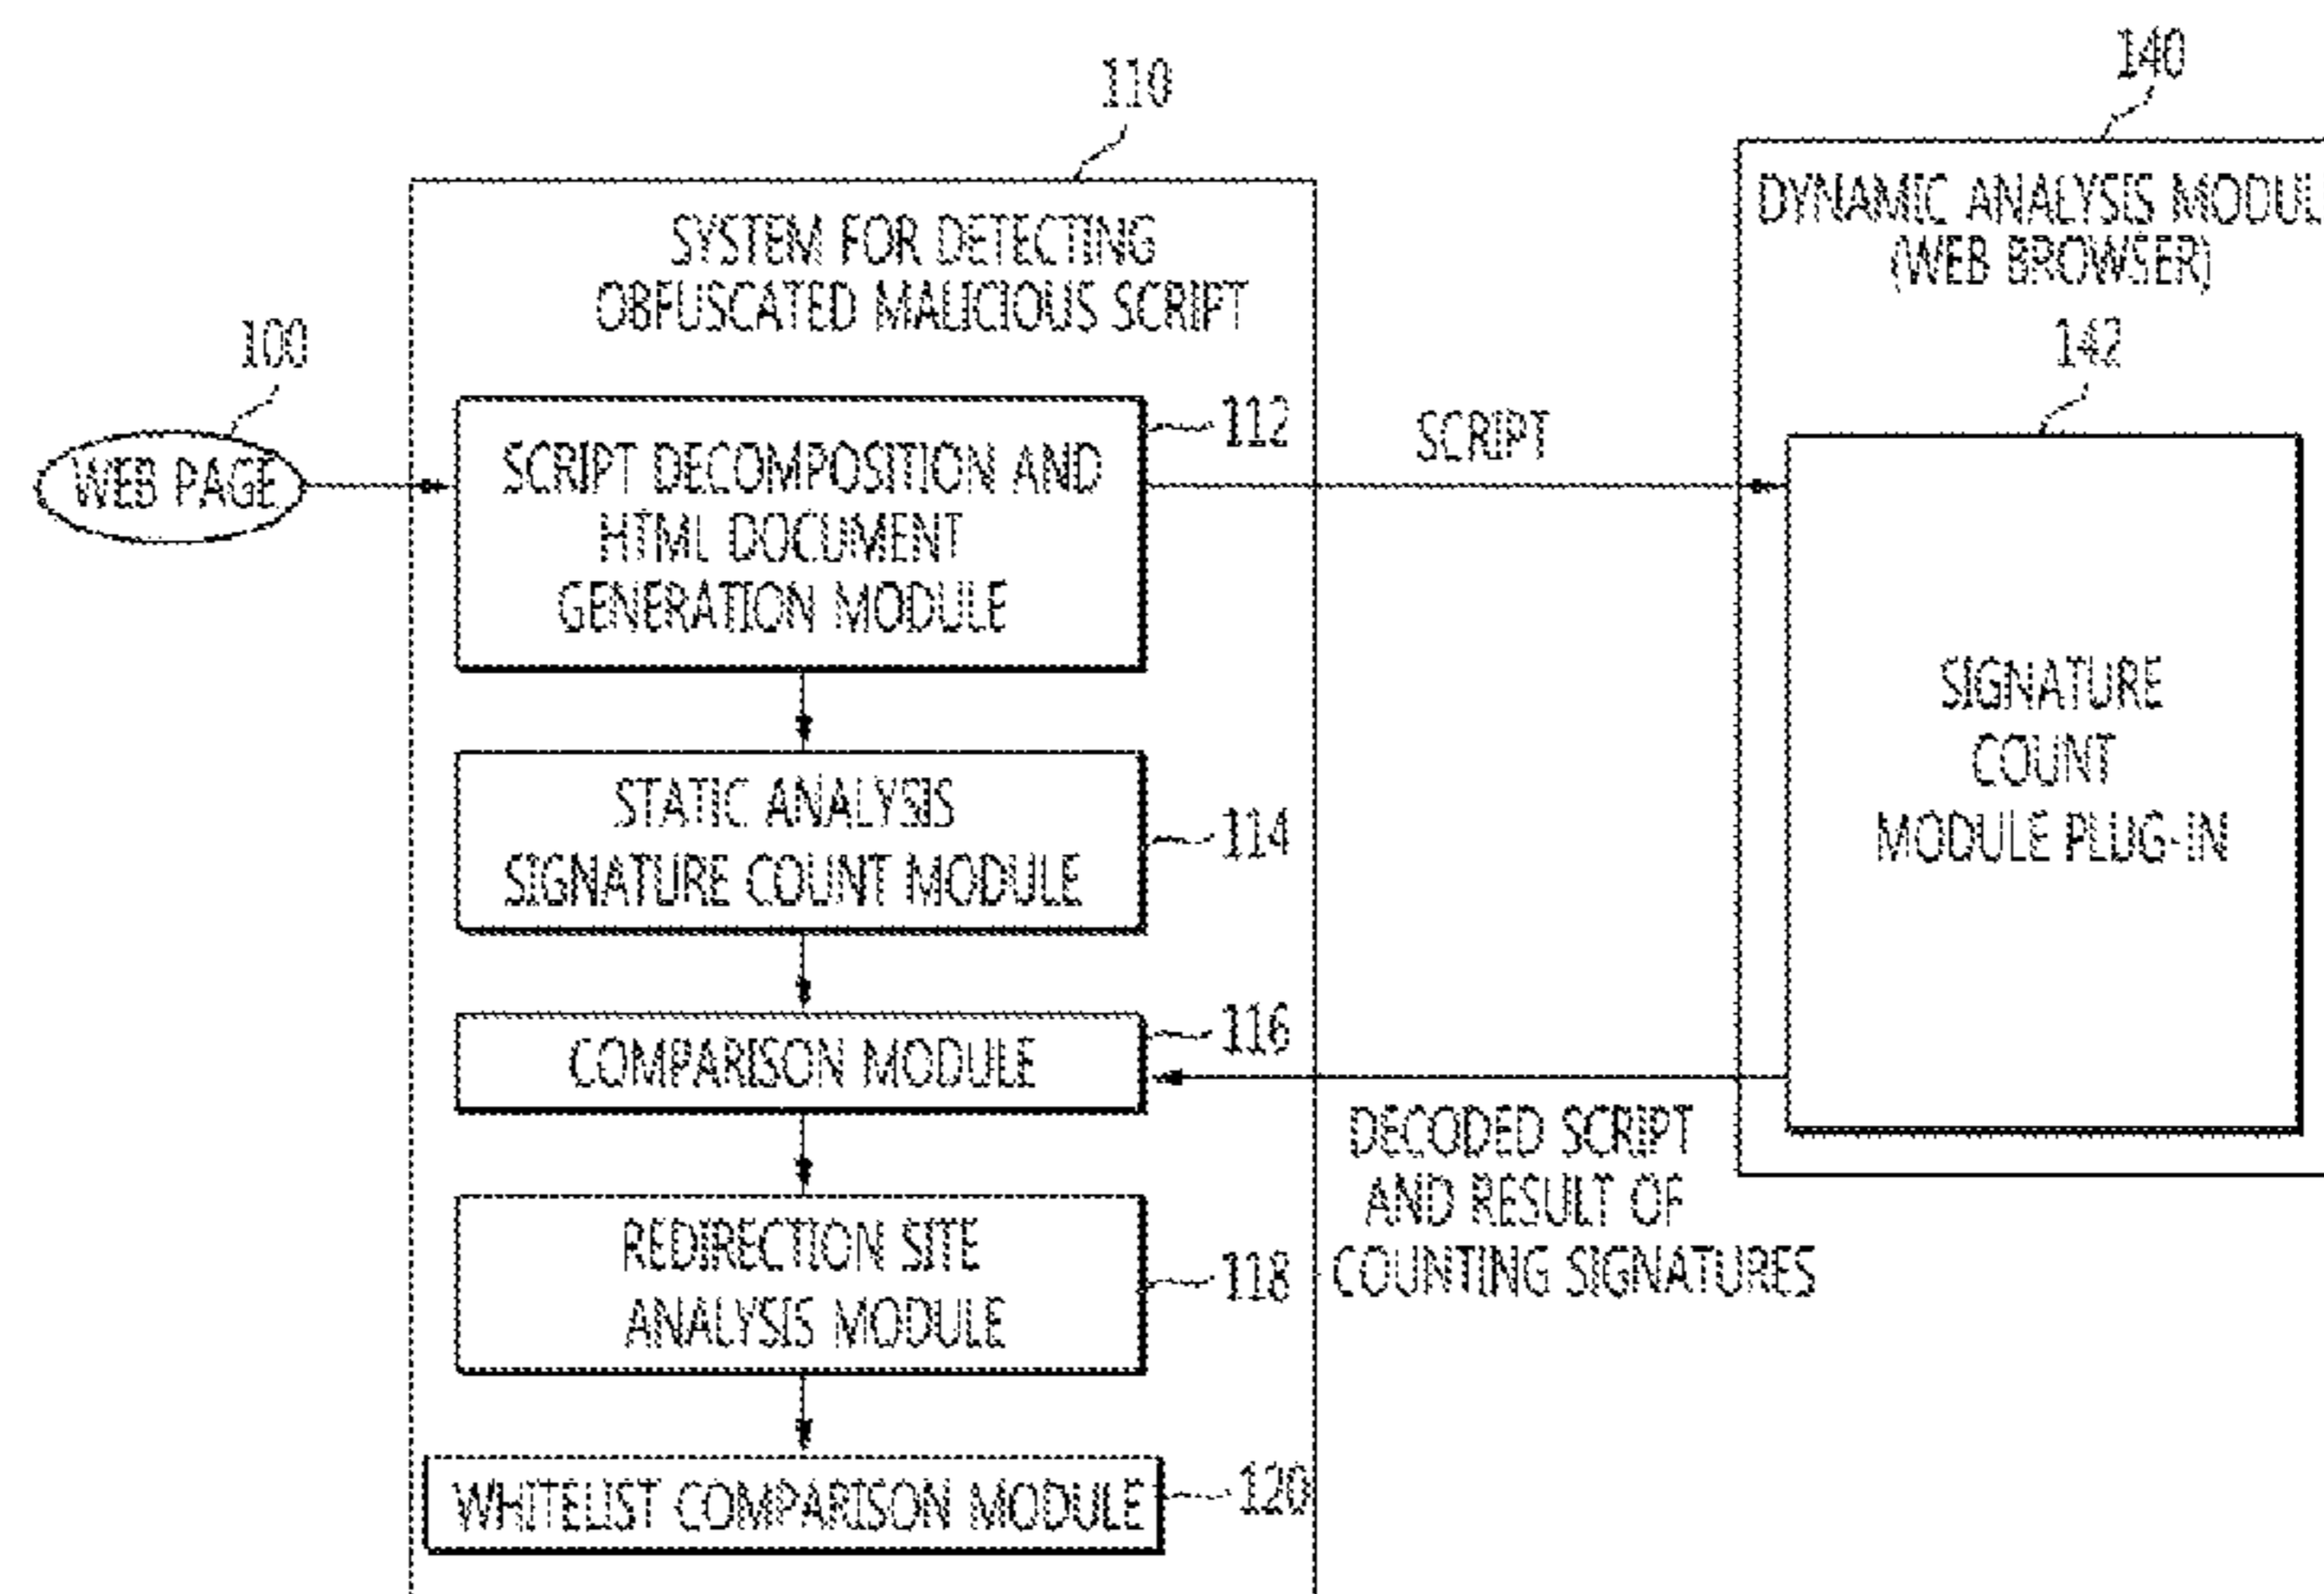 110
140
SYSTEM FOR DETECTING
OBFUSCATED MALICIOUS SCRIPT
DYNAMIC ANALYSIS MODUL
(WEB BROWSER)
100
142
WEB PAGE
112
SCRIPT DECOMPOSITION AND
HTML DOCUMENT
GENERATION MODULE
SCRIPT
SIGNATURE
COUNT
MODULE PLUG-IN
STATIC ANALYSIS
SIGNATURE COUNT MODULE
114
COMPARISON MODULE
116
DECODED SCRIPT
AND RESULT OF
COUNTING SIGNATURES
REDIRECTION SITE
ANALYSIS MODULE
118
WHITELIST COMPARISON MODULE
120